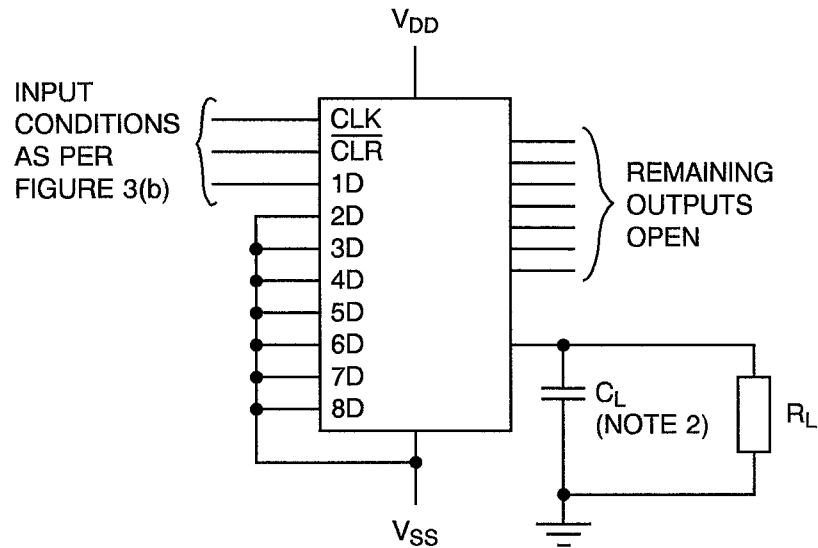 V_DD
INPUT
CONDITIONS
AS PER
FIGURE 3(b)
CLK
C̅L̅R̅
1D
2D
3D
4D
5D
6D
7D
8D
REMAINING
OUTPUTS
OPEN
C_L
(NOTE 2)
R_L
V_SS